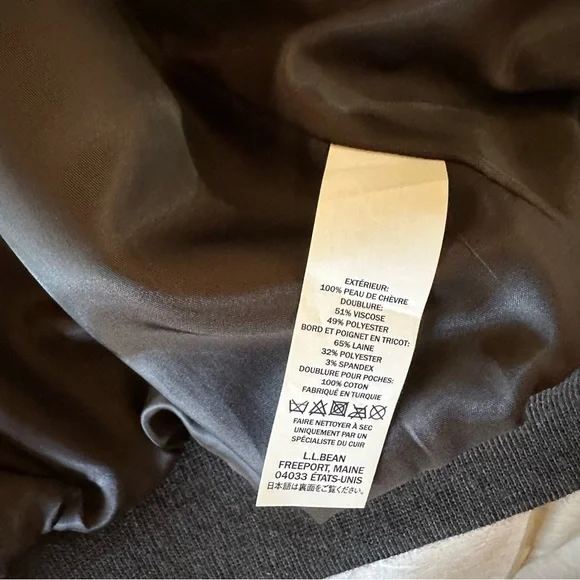 EXTÉRIEUR:
100% PEAU DE CHÈVRE
DOUBLURE:
51% VISCOSE
49% POLYESTER
BORD ET POIGNET EN TRICOT:
65% LAINE
32% POLYESTER
3% SPANDEX
DOUBLURE POUR POCHES:
100% COTON
FABRIQUÉ EN TURQUIE
FAIRE NETTOYER À SEC
UNIQUEMENT PAR UN
SPÉCIALISTE DU CUIR
L.L.BEAN
FREEPORT, MAINE
04033 ÉTATS-UNIS
日本語は裏面をご覧ください。